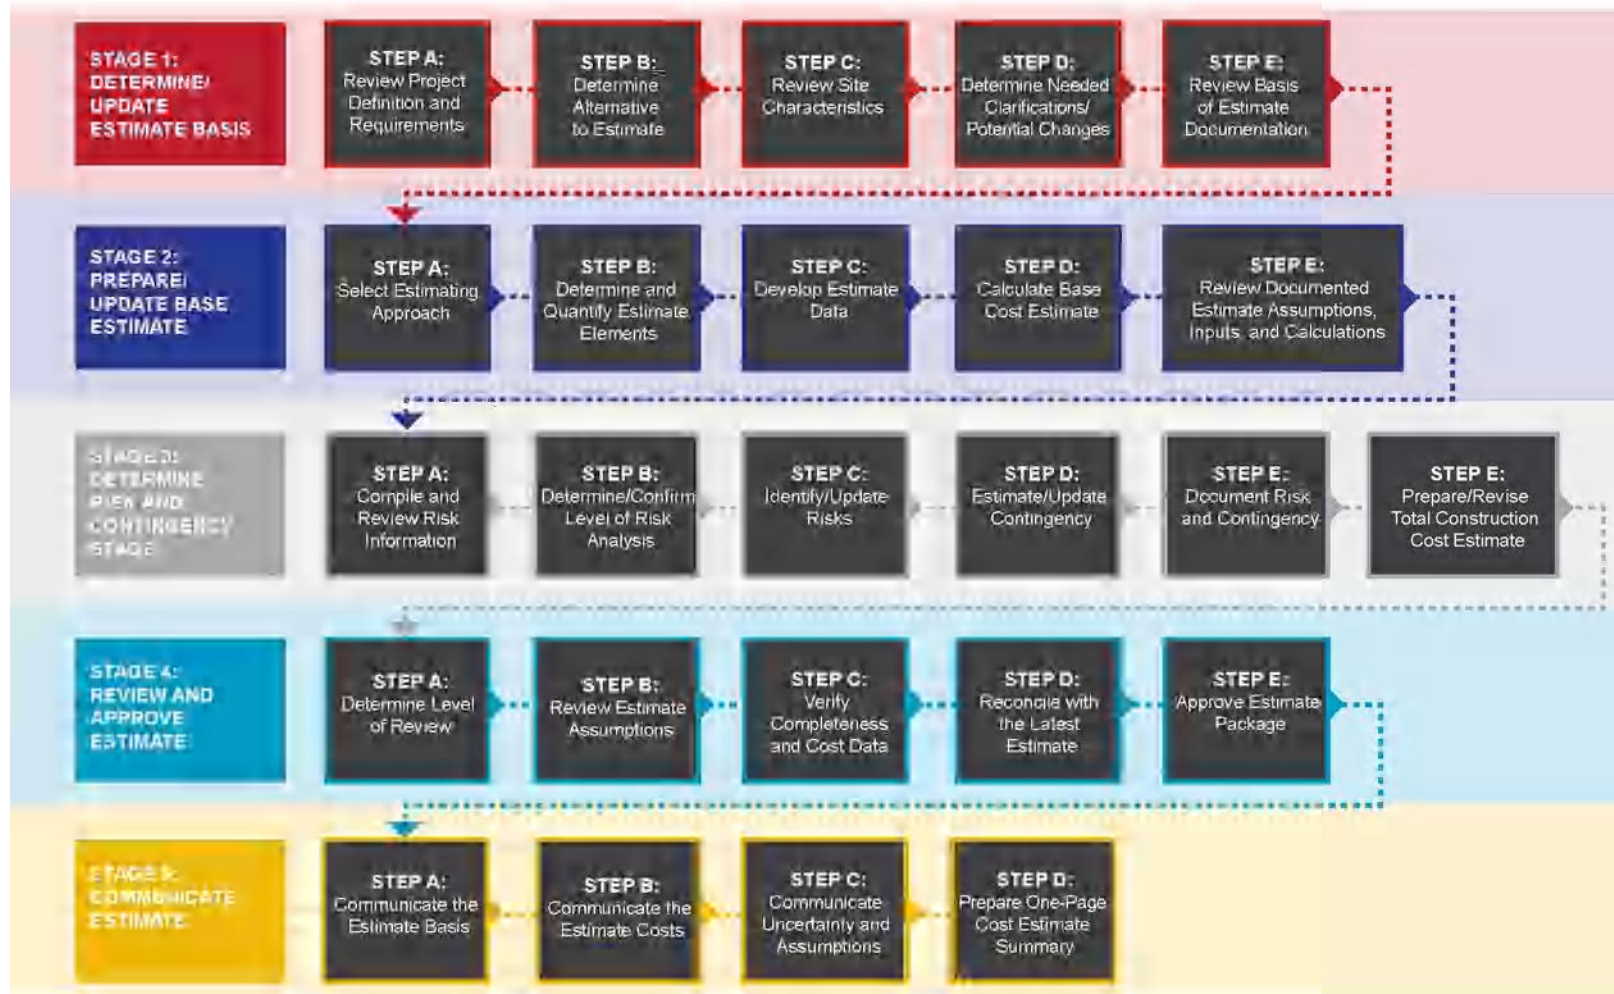 STAGE 1:
DETERMINE/
UPDATE
ESTIMATE BASIS
STEP A:
Review Project
Definition and
Requirements
STEP B:
Determine
Alternative
to Estimate
STEP C:
Review Site
Characteristics
STEP D:
Determine Needed
Clarifications/
Potential Changes
STEP E:
Review Basis
of Estimate
Documentation
STAGE 2:
PREPARE/
UPDATE BASE
ESTIMATE
STEP A:
Select Estimating
Approach
STEP B:
Determine and
Quantify Estimate
Elements
STEP C:
Develop Estimate
Data
STEP D:
Calculate Base
Cost Estimate
STEP E:
Review Documented
Estimate Assumptions,
Inputs, and Calculations
STAGE 3:
DETERMINE
RISK AND
CONTINGENCY
STAGE
STEP A:
Compile and
Review Risk
Information
STEP B:
Determine/Confirm
Level of Risk
Analysis
STEP C:
Identify/Update
Risks
STEP D:
Estimate/Update
Contingency
STEP E:
Document Risk
and Contingency
STEP E:
Prepare/Revise
Total Construction
Cost Estimate
STAGE 4:
REVIEW AND
APPROVE
ESTIMATE
STEP A:
Determine Level
of Review
STEP B:
Review Estimate
Assumptions
STEP C:
Verify
Completeness
and Cost Data
STEP D:
Reconcile with
the Latest
Estimate
STEP E:
Approve Estimate
Package
STAGE 5:
COMMUNICATE
ESTIMATE
STEP A:
Communicate the
Estimate Basis
STEP B:
Communicate the
Estimate Costs
STEP C:
Communicate
Uncertainty and
Assumptions
STEP D:
Prepare One-Page
Cost Estimate
Summary